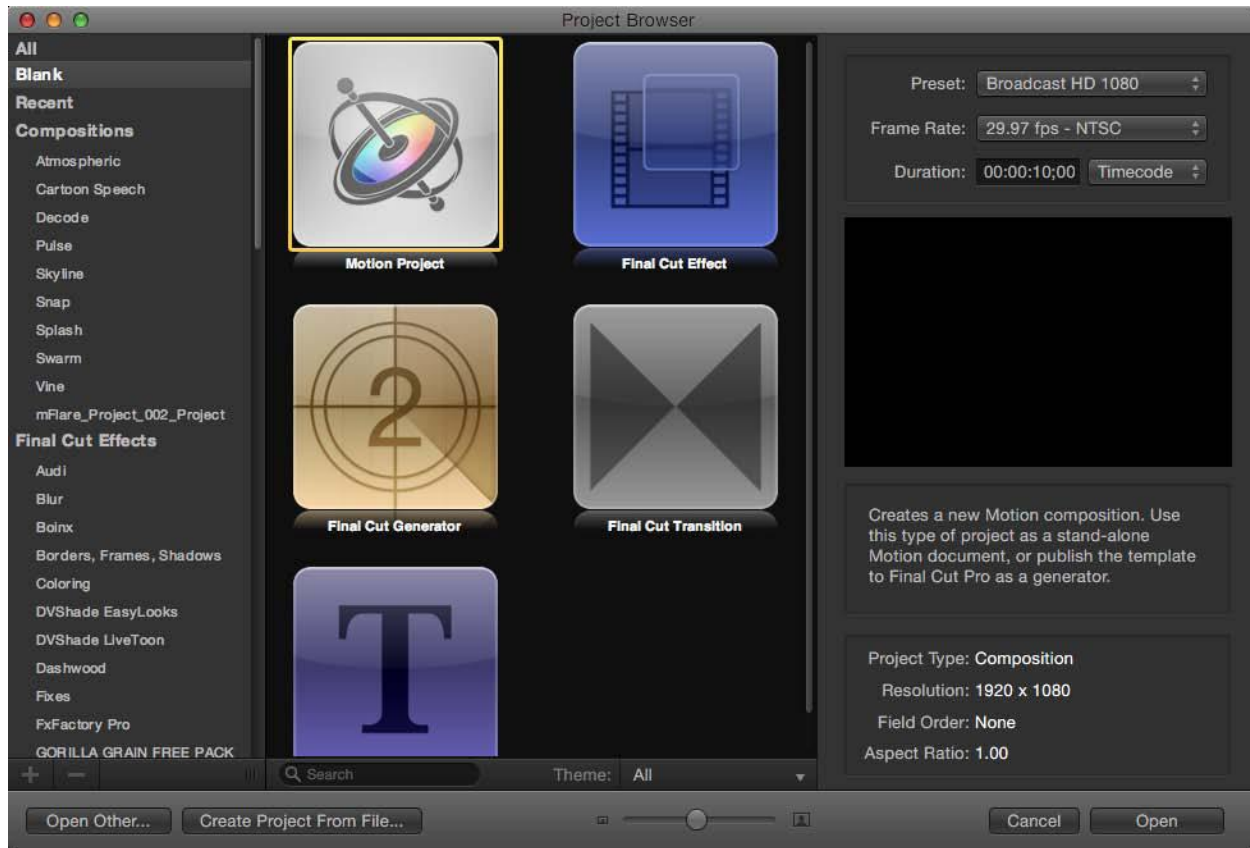 Project Browser
All
Blank
Recent
Compositions
Atmospheric
Cartoon Speech
Decode
Pulse
Skyline
Snap
Splash
Swarm
Vine
mFlare_Project_002_Project
Final Cut Effects
Audi
Blur
Boinx
Borders, Frames, Shadows
Coloring
DVShade EasyLooks
DVShade LiveToon
Dashwood
Fixes
FxFactory Pro
GORILLA GRAIN FREE PACK
Motion Project
Final Cut Effect
2
Final Cut Generator
Final Cut Transition
T
Search
Theme: All
Preset: Broadcast HD 1080
Frame Rate: 29.97 fps - NTSC
Duration: 00:00:10;00 Timecode
Creates a new Motion composition. Use
this type of project as a stand-alone
Motion document, or publish the template
to Final Cut Pro as a generator.
Project Type: Composition
Resolution: 1920 x 1080
Field Order: None
Aspect Ratio: 1.00
Open Other...
Create Project From File...
Cancel
Open